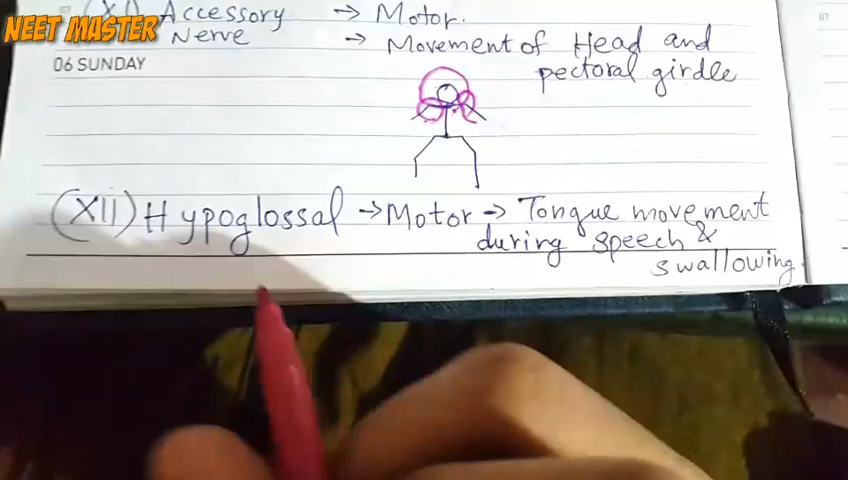 NEET MASTER
(XI) Accessory Nerve → Motor.
→ Movement of Head and pectoral girdle
06 SUNDAY
(XII) Hypoglossal → Motor → Tongue movement during speech & swallowing.